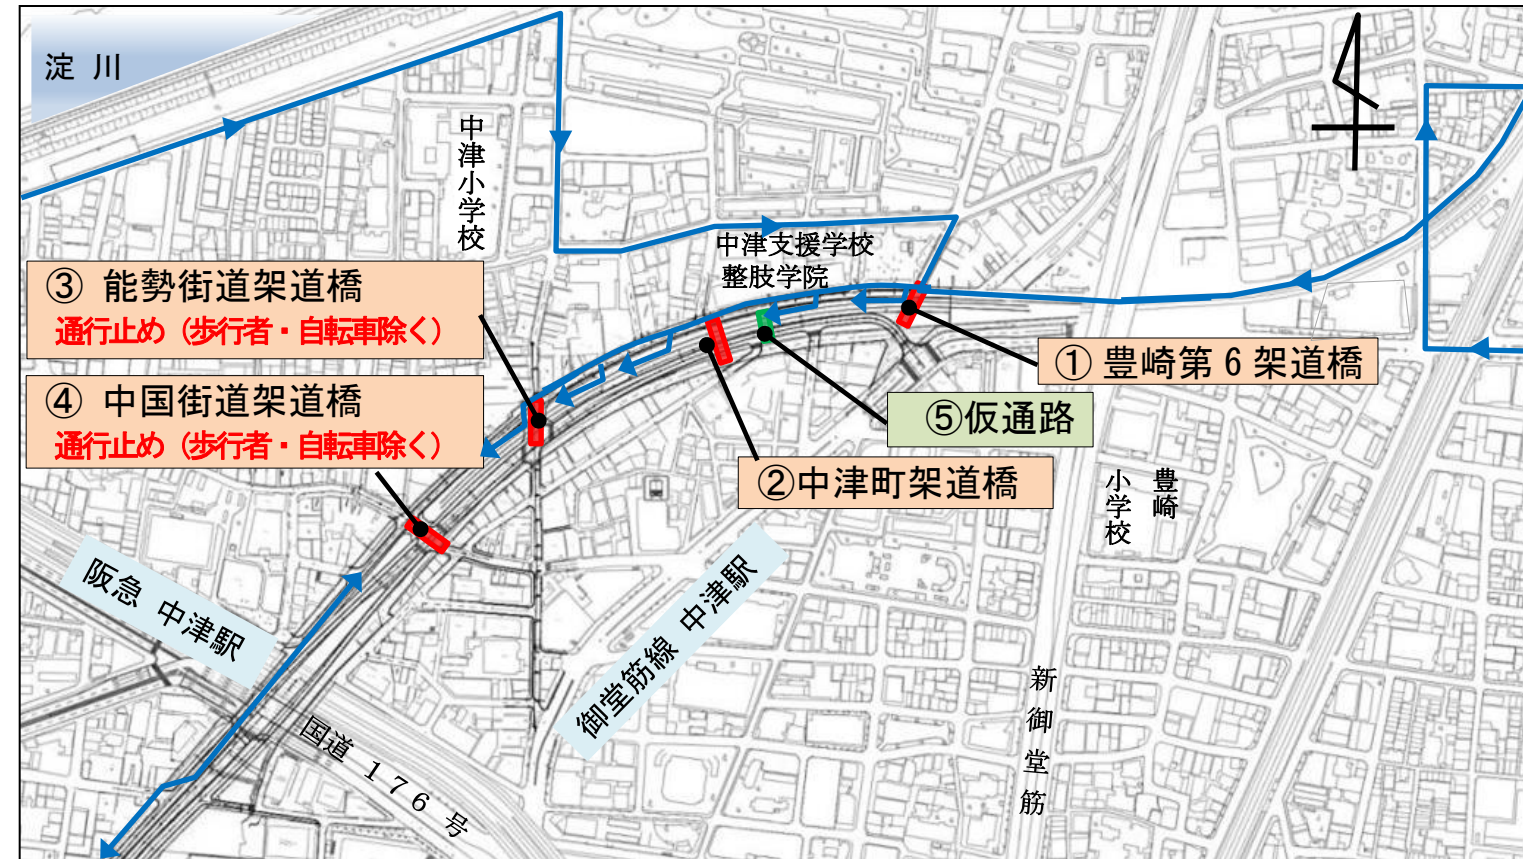 淀 川
中津小学校
中津支援学校
整肢学院
③ 能勢街道架道橋
通行止め（歩行者・自転車除く）
① 豊崎第６架道橋
④ 中国街道架道橋
通行止め（歩行者・自転車除く）
⑤仮通路
②中津町架道橋
豊崎
小学校
阪急 中津駅
御堂筋線 中津駅
新御堂筋
国道 １７６号